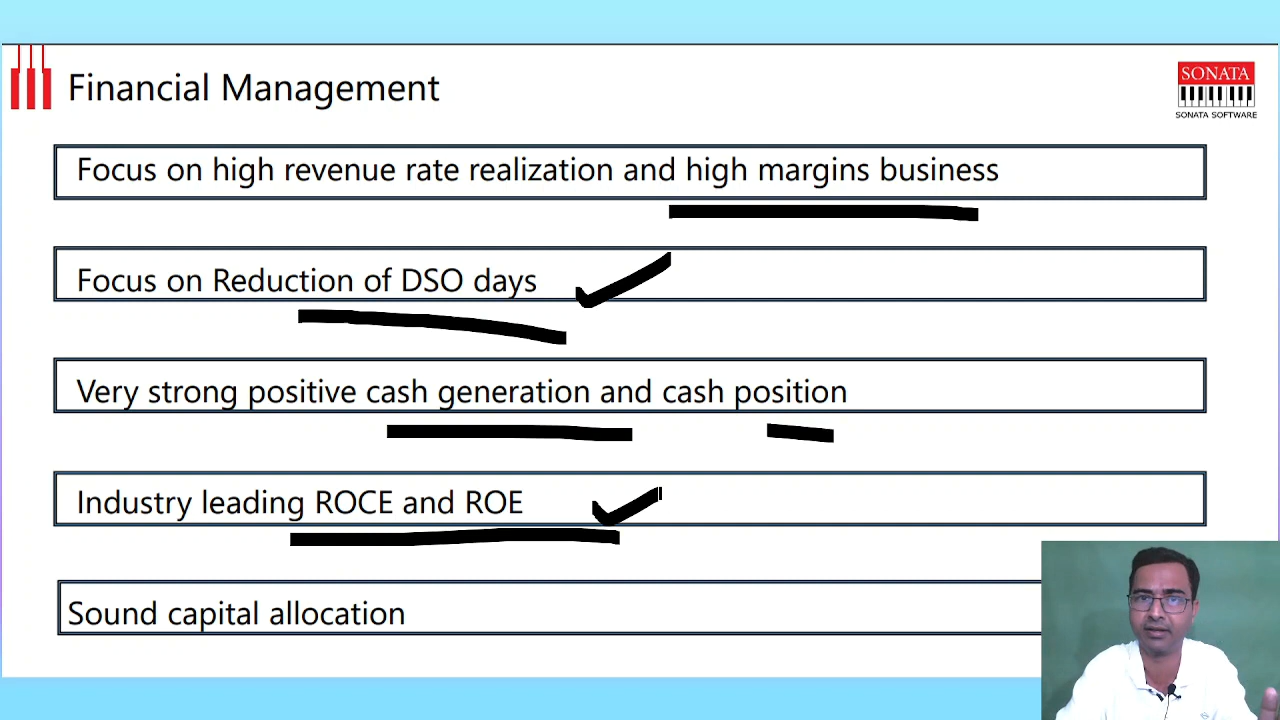 Financial Management
SONATA
SONATA SOFTWARE
Focus on high revenue rate realization and high margins business
Focus on Reduction of DSO days
Very strong positive cash generation and cash position
Industry leading ROCE and ROE
Sound capital allocation